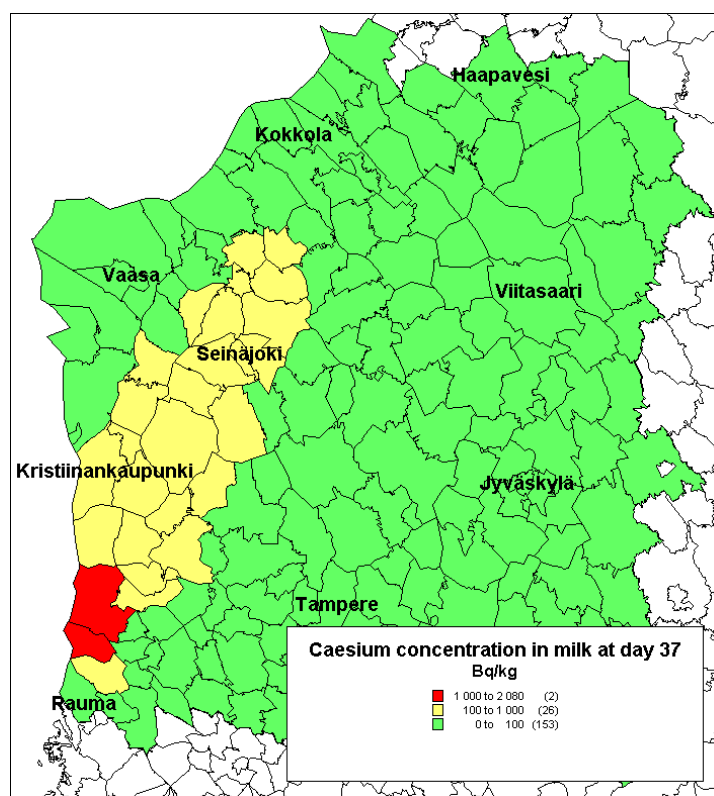 Haapavesi
Kokkola
Vaasa
Viitasaari
Seinäjoki
Kristiinankaupunki
Jyväskylä
Tampere
Rauma
Caesium concentration in milk at day 37
Bq/kg
1 000 to 2 080 (2)
100 to 1 000 (26)
0 to 100 (153)